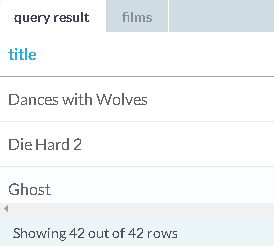 query result films
title
Dances with Wolves
Die Hard 2
Ghost
Showing 42 out of 42 rows